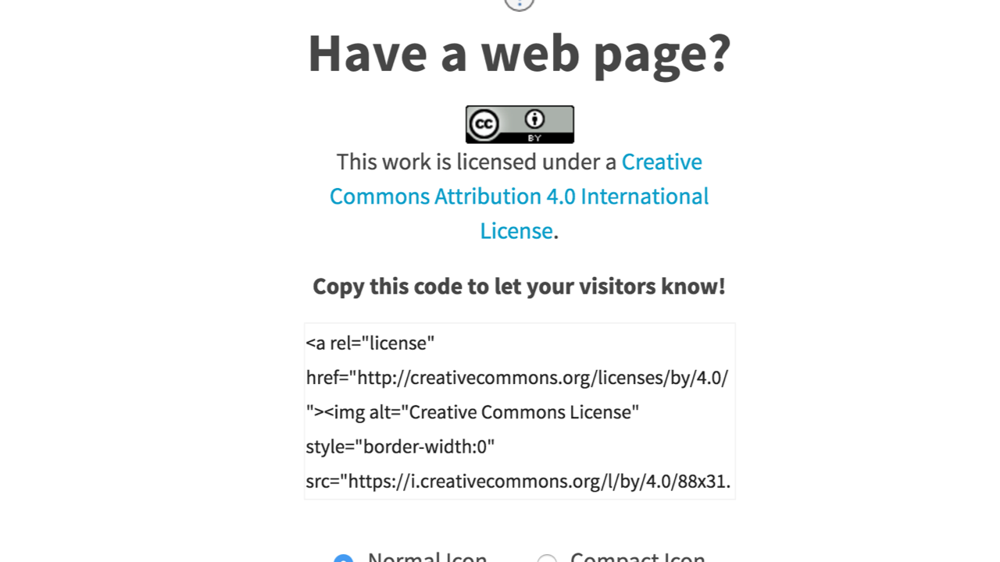 Have a web page?
cc
BY
This work is licensed under a Creative
Commons Attribution 4.0 International
License.
Copy this code to let your visitors know!
<a rel="license"
href="http://creativecommons.org/licenses/by/4.0/
"><img alt="Creative Commons License"
style="border-width:0"
src="https://i.creativecommons.org/l/by/4.0/88x31.
Normal Icon Compact Icon